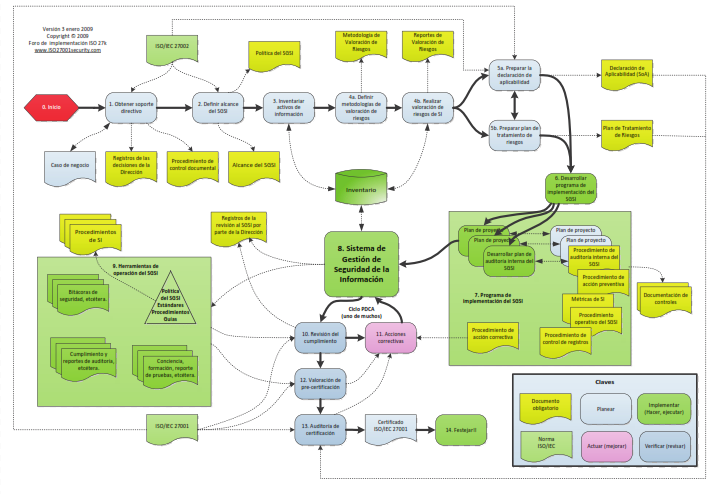 Versión 3 enero 2009
Copyright © 2009
Foro de implementación ISO 27k
www.ISO27001security.com
ISO/IEC 27002
Política del SGSI
Metodología de
Valoración de
Riesgos
Reportes de
Valoración de
Riesgos
5a. Preparar la
declaración de
aplicabilidad
Declaración de
Aplicabilidad (SoA)
0. Inicio
1. Obtener soporte
directivo
2. Definir alcance
del SGSI
3. Inventariar
activos de
información
4a. Definir
metodologías de
valoración de
riesgos
4b. Realizar
valoración de
riesgos de SI
5b. Preparar plan de
tratamiento de
riesgos
Plan de Tratamiento
de Riesgos
Caso de negocio
Registros de las
decisiones de la
Dirección
Procedimiento de
control documental
Alcance del SGSI
Inventario
6. Desarrollar
programa de
implementación del
SGSI
Procedimientos
de SI
Registros de la
revisión al SGSI por
parte de la Dirección
8. Sistema de
Gestión de
Seguridad de la
Información
Plan de proyecto
Plan de proyecto
Desarrollar plan de
auditoría interna del
SGSI
Plan de proyecto
Plan de proyecto
Procedimiento de
auditoría interna del
SGSI
Procedimiento de
acción preventiva
Métricas de SI
Procedimiento
operativo del SGSI
Procedimiento de
control de registros
Procedimiento de
acción correctiva
7. Programa de
implementación del SGSI
Documentación de
controles
9. Herramientas de
operación del SGSI
Bitácoras de
seguridad, etcétera.
Política
del SGSI
Estándares
Procedimientos
Guías
Cumplimiento y
reportes de auditoría,
etcétera.
Conciencia,
formación, reporte
de pruebas, etcétera.
Ciclo PDCA
(uno de muchos)
10. Revisión del
cumplimiento
11. Acciones
correctivas
12. Valoración de
pre-certificación
13. Auditoría de
certificación
ISO/IEC 27001
Certificado
ISO/IEC 27001
14. Festejar!!
Claves
Documento
obligatorio
Planear
Implementar
(Hacer, ejecutar)
Norma
ISO/IEC
Actuar (mejorar)
Verificar (revisar)